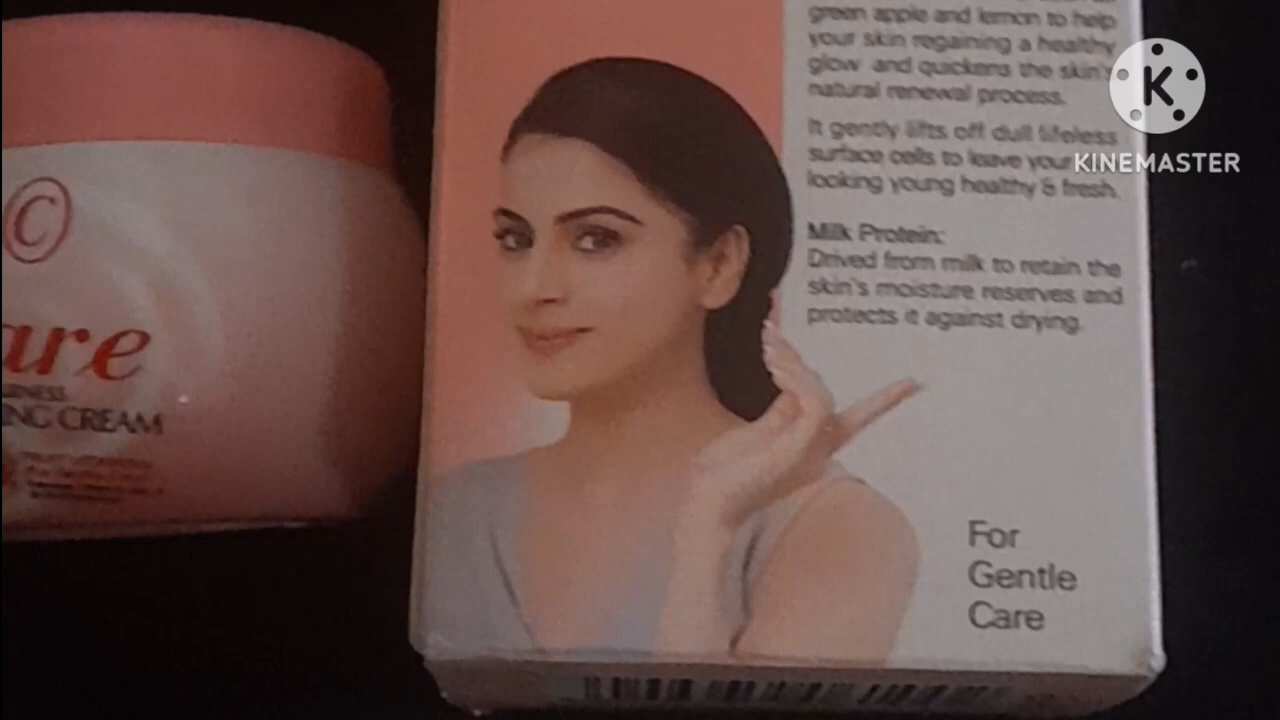 ©
are
NG CREAM
green apple and lemon to help
your skin regaining a healthy
glow and quickens the skin's
natural renewal process.
It gently lifts off dull lifeless
surface cells to leave your
looking young healthy & fresh.
Milk Protein:
Drived from milk to retain the
skin's moisture reserves and
protects it against drying.
For
Gentle
Care
K
KINEMASTER